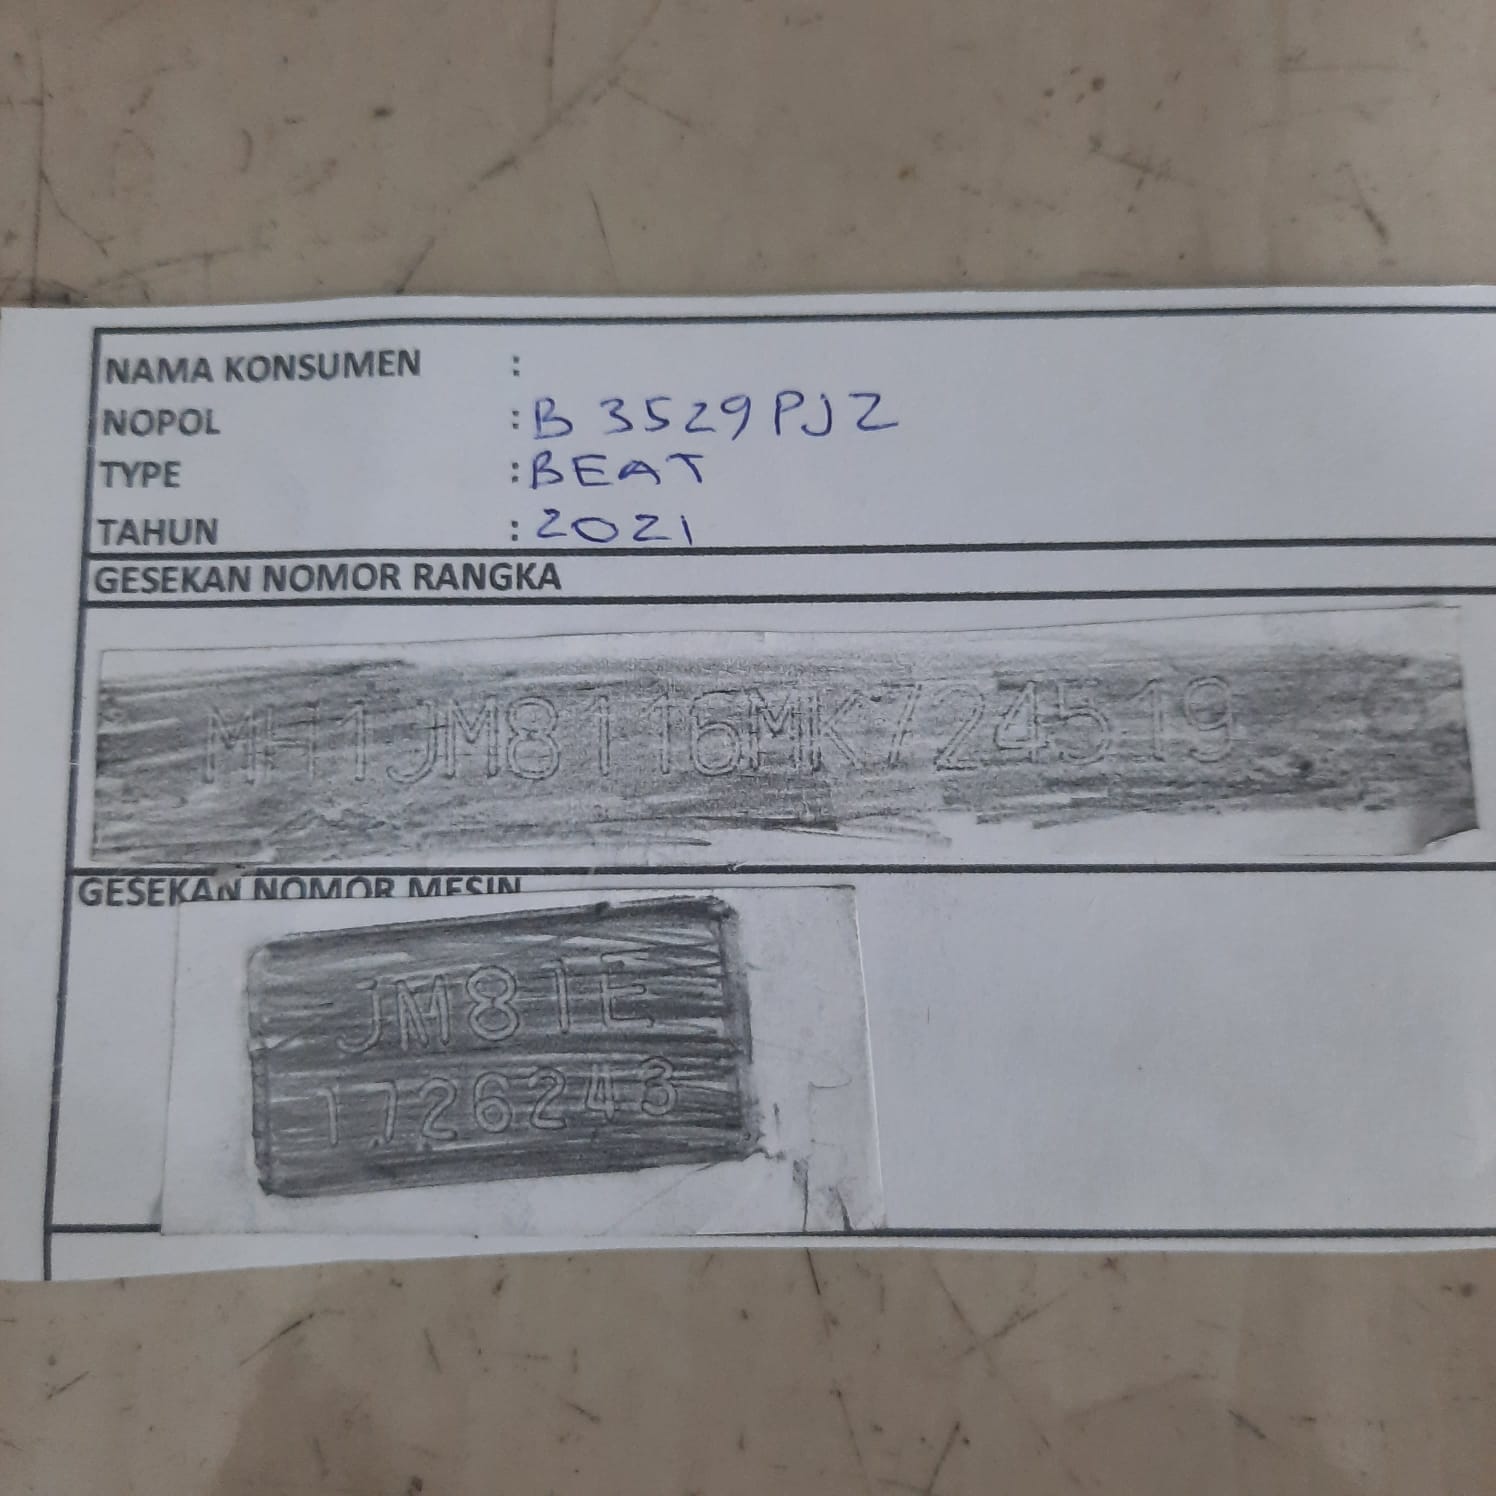 NAMA KONSUMEN :
NOPOL : B 3529 PJZ
TYPE : BEAT
TAHUN : 2021
GESEKAN NOMOR RANGKA
MH1JM8116MK724519
GESEKAN NOMOR MESIN
JM81E
1726243